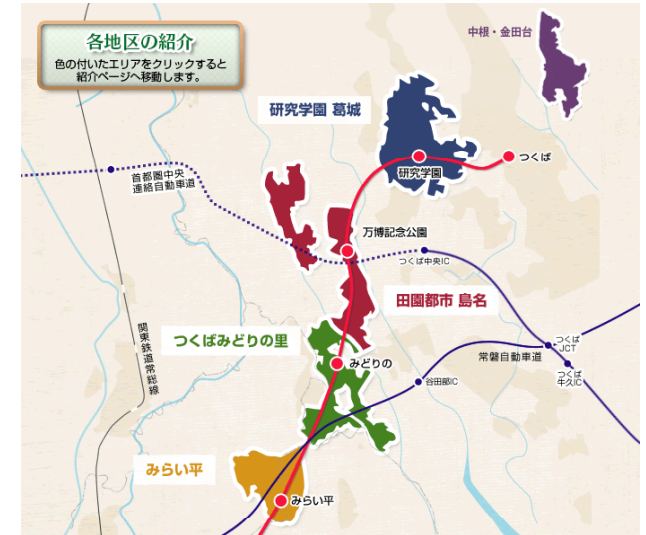 各地区の紹介
色の付いたエリアをクリックすると
紹介ページへ移動します。
中根・金田台
研究学園 葛城
つくば
研究学園
首都圏中央
連絡自動車道
万博記念公園
つくば中央IC
田園都市 島名
関東鉄道常総線
つくばみどりの里
つくば
JCT
常磐自動車道
みどりの
つくば
牛久IC
谷田部IC
みらい平
みらい平